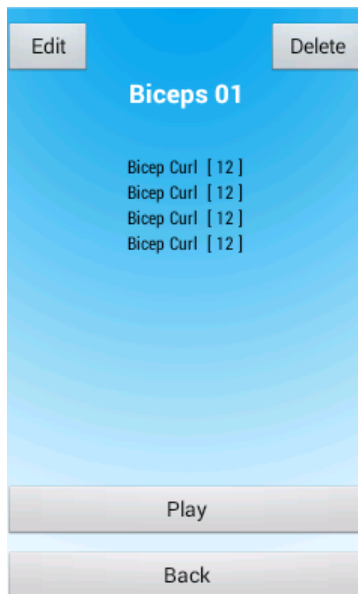 Edit Delete
Biceps 01
Bicep Curl [ 12 ]
Bicep Curl [ 12 ]
Bicep Curl [ 12 ]
Bicep Curl [ 12 ]
Play
Back